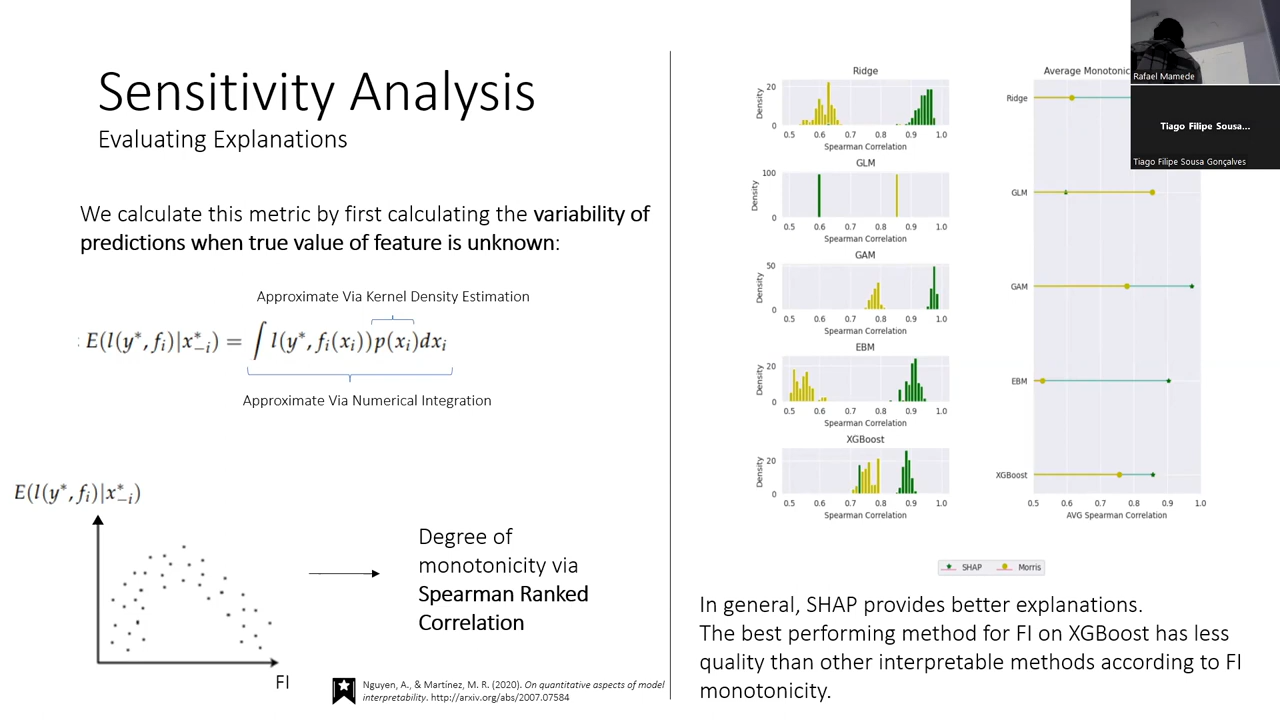 Sensitivity Analysis
Evaluating Explanations
We calculate this metric by first calculating the variability of
predictions when true value of feature is unknown:
Approximate Via Kernel Density Estimation
: E(l(y*, f_i)|x*_{-i}) = ∫ l(y*, f_i(x_i))p(x_i)dx_i
Approximate Via Numerical Integration
E(l(y*, f_i)|x*_{-i})
FI
Degree of
monotonicity via
Spearman Ranked
Correlation
Nguyen, A., & Martínez, M. R. (2020). On quantitative aspects of model
interpretability. http://arxiv.org/abs/2007.07584
Ridge
Density
20
0
0.5 0.6 0.7 0.8 0.9 1.0
Spearman Correlation
GLM
Density
100
0
0.5 0.6 0.7 0.8 0.9 1.0
Spearman Correlation
GAM
Density
50
0
0.5 0.6 0.7 0.8 0.9 1.0
Spearman Correlation
EBM
Density
20
0
0.5 0.6 0.7 0.8 0.9 1.0
Spearman Correlation
XGBoost
Density
20
0
0.5 0.6 0.7 0.8 0.9 1.0
Spearman Correlation
Average Monotonic
Ridge
GLM
GAM
EBM
XGBoost
0.5 0.6 0.7 0.8 0.9 1.0
AVG Spearman Correlation
SHAP Morris
In general, SHAP provides better explanations.
The best performing method for FI on XGBoost has less
quality than other interpretable methods according to FI
monotonicity.
Rafael Mamede
Tiago Filipe Sousa...
Tiago Filipe Sousa Gonçalves